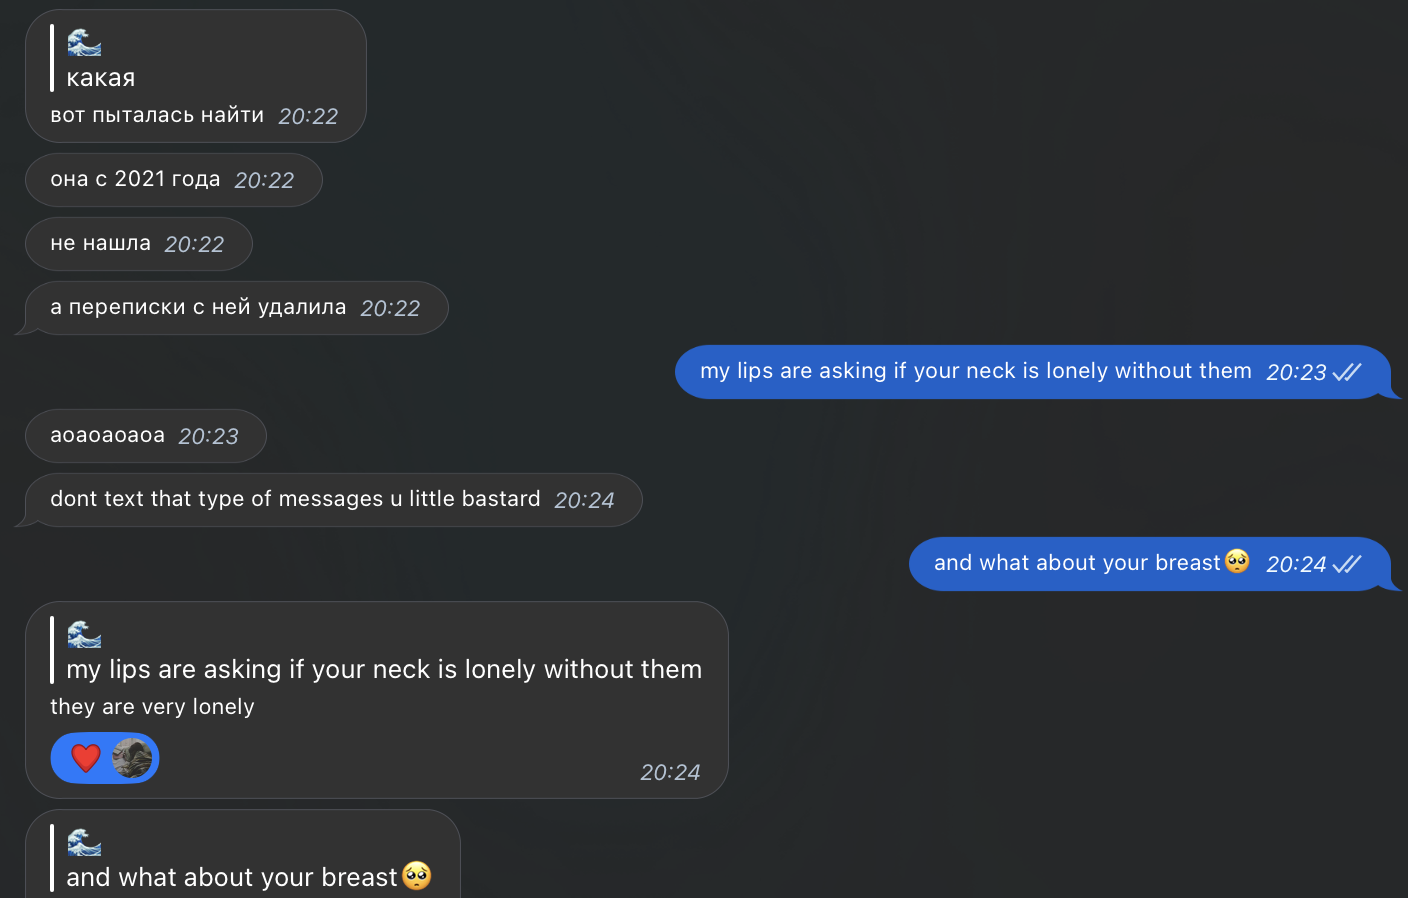 🌊
какая
вот пыталась найти 20:22
она с 2021 года 20:22
не нашла 20:22
а переписки с ней удалила 20:22
my lips are asking if your neck is lonely without them 20:23
аоаоаоаоа 20:23
dont text that type of messages u little bastard 20:24
and what about your breast🥺 20:24
🌊
my lips are asking if your neck is lonely without them
they are very lonely
❤️
20:24
🌊
and what about your breast🥺